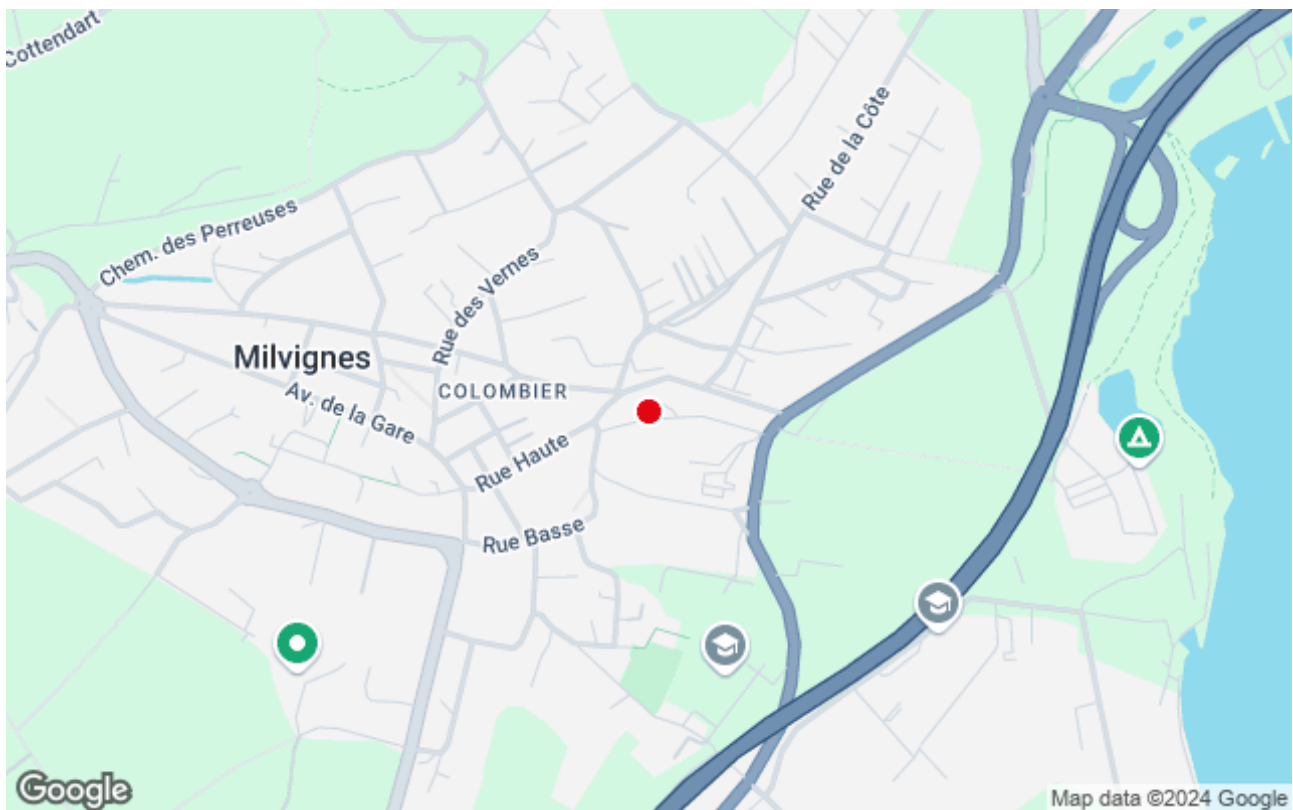 Cottendart
Rue de la Côte
Chem. des Perreuses
Rue des Vernes
Milvignes
COLOMBIER
Av. de la Gare
Rue Haute
Rue Basse
Google
Map data ©2024 Google